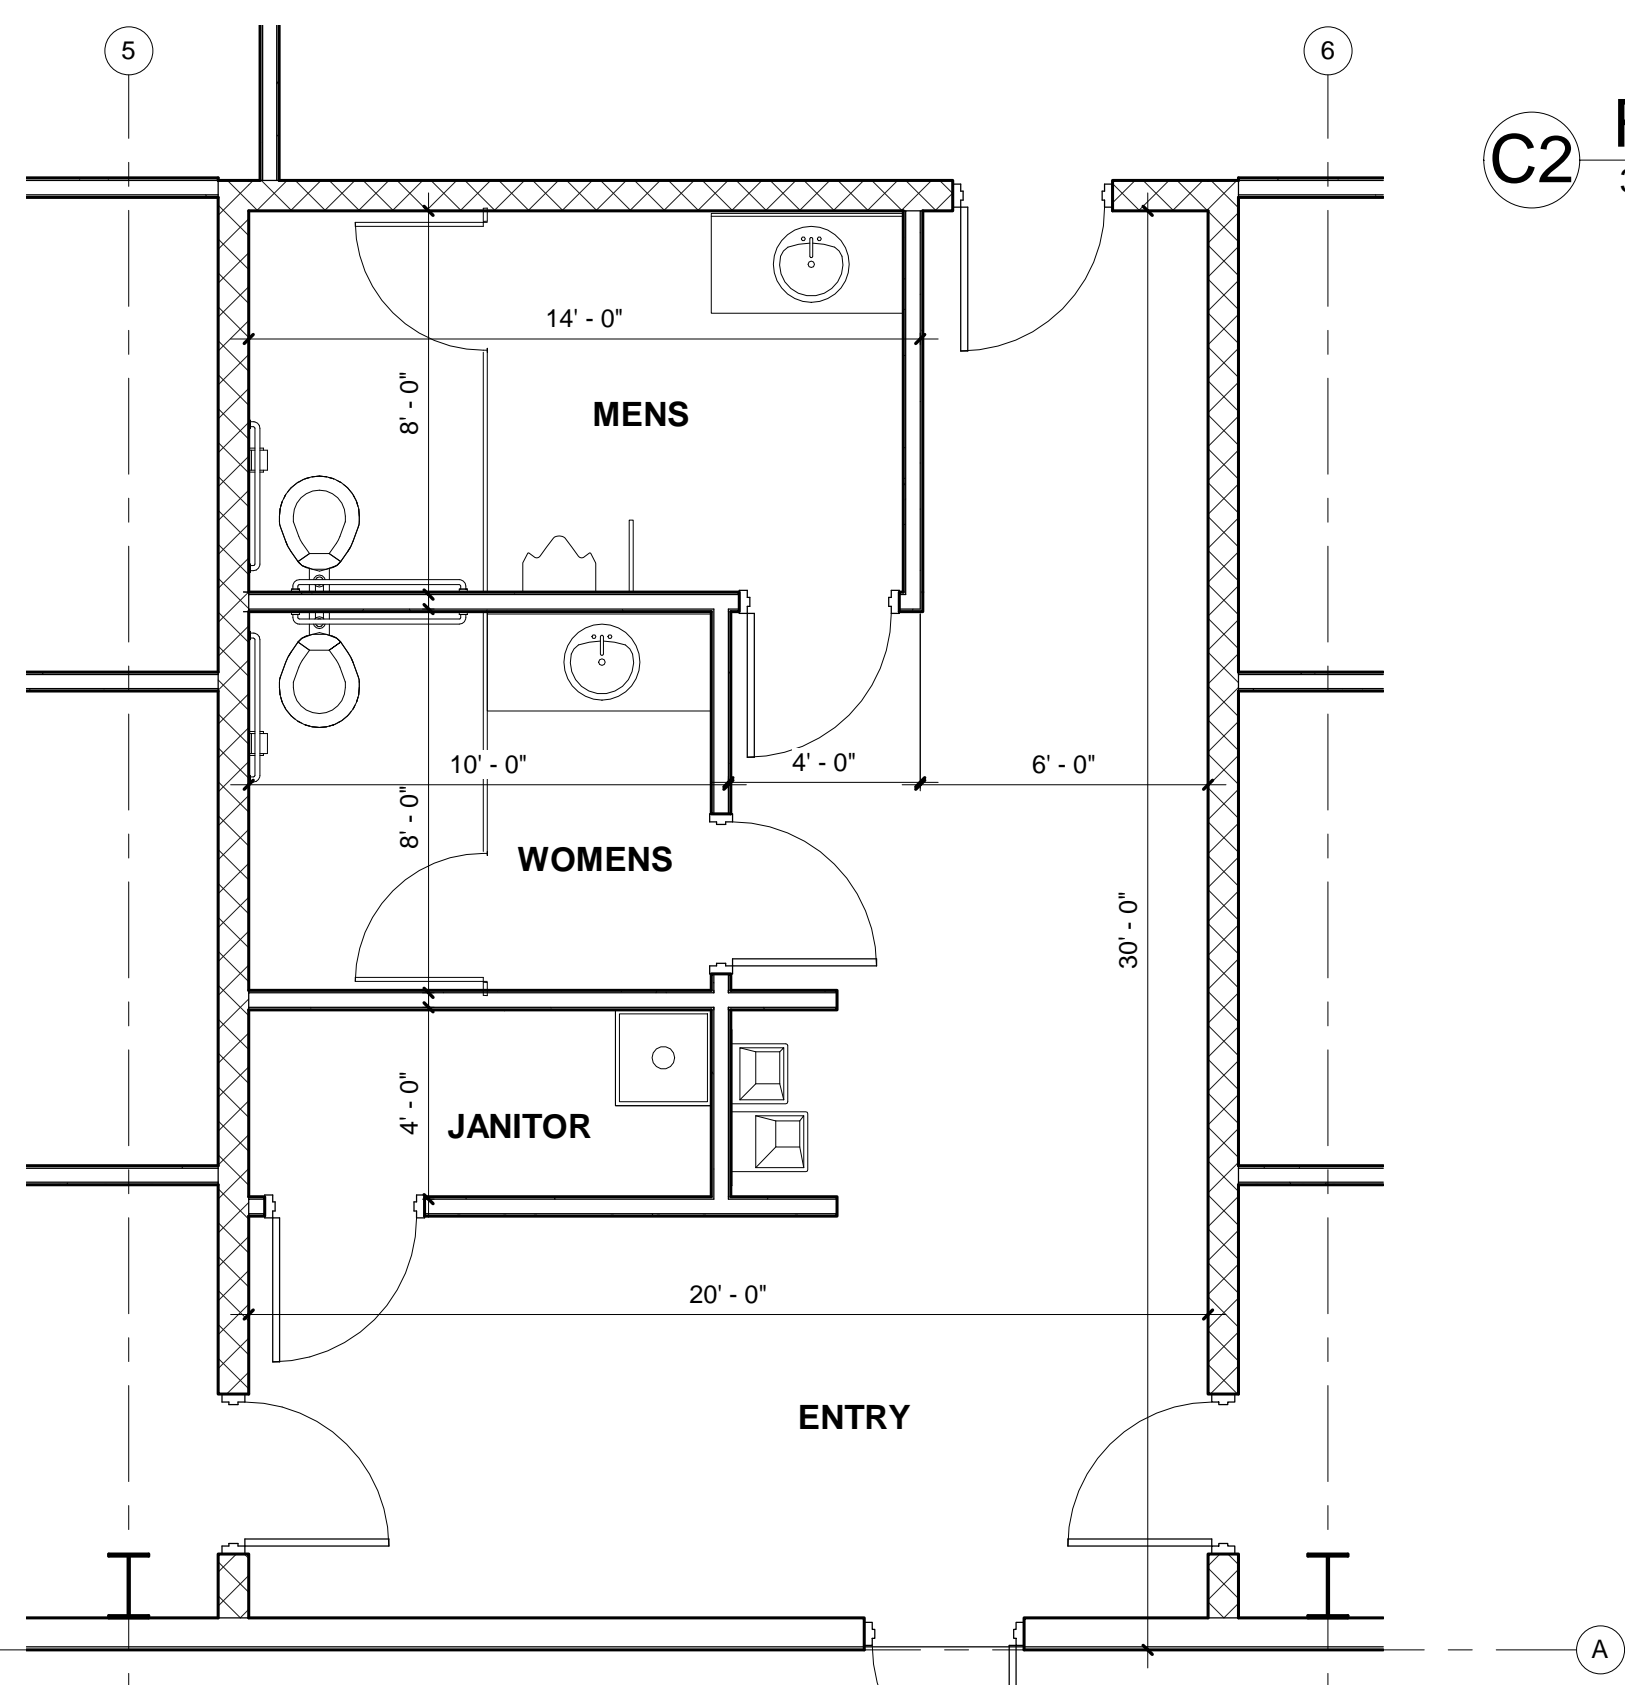 5
6
C2
14' - 0"
8' - 0"
MENS
10' - 0"
4' - 0"
6' - 0"
8' - 0"
WOMENS
30' - 0"
4' - 0"
JANITOR
20' - 0"
ENTRY
A